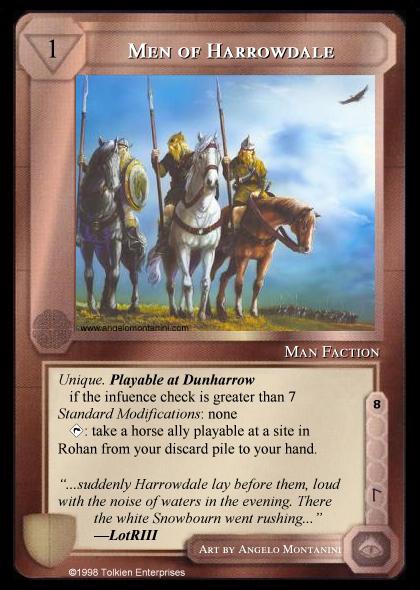 1
MEN OF HARROWDALE
www.angelomontanini.com
MAN FACTION
Unique. Playable at Dunharrow
if the infuence check is greater than 7
Standard Modifications: none
: take a horse ally playable at a site in
Rohan from your discard pile to your hand.
8
“...suddenly Harrowdale lay before them, loud
with the noise of waters in the evening. There
the white Snowbourn went rushing...”
—LotRIII
ART BY ANGELO MONTANINI
©1998 Tolkien Enterprises